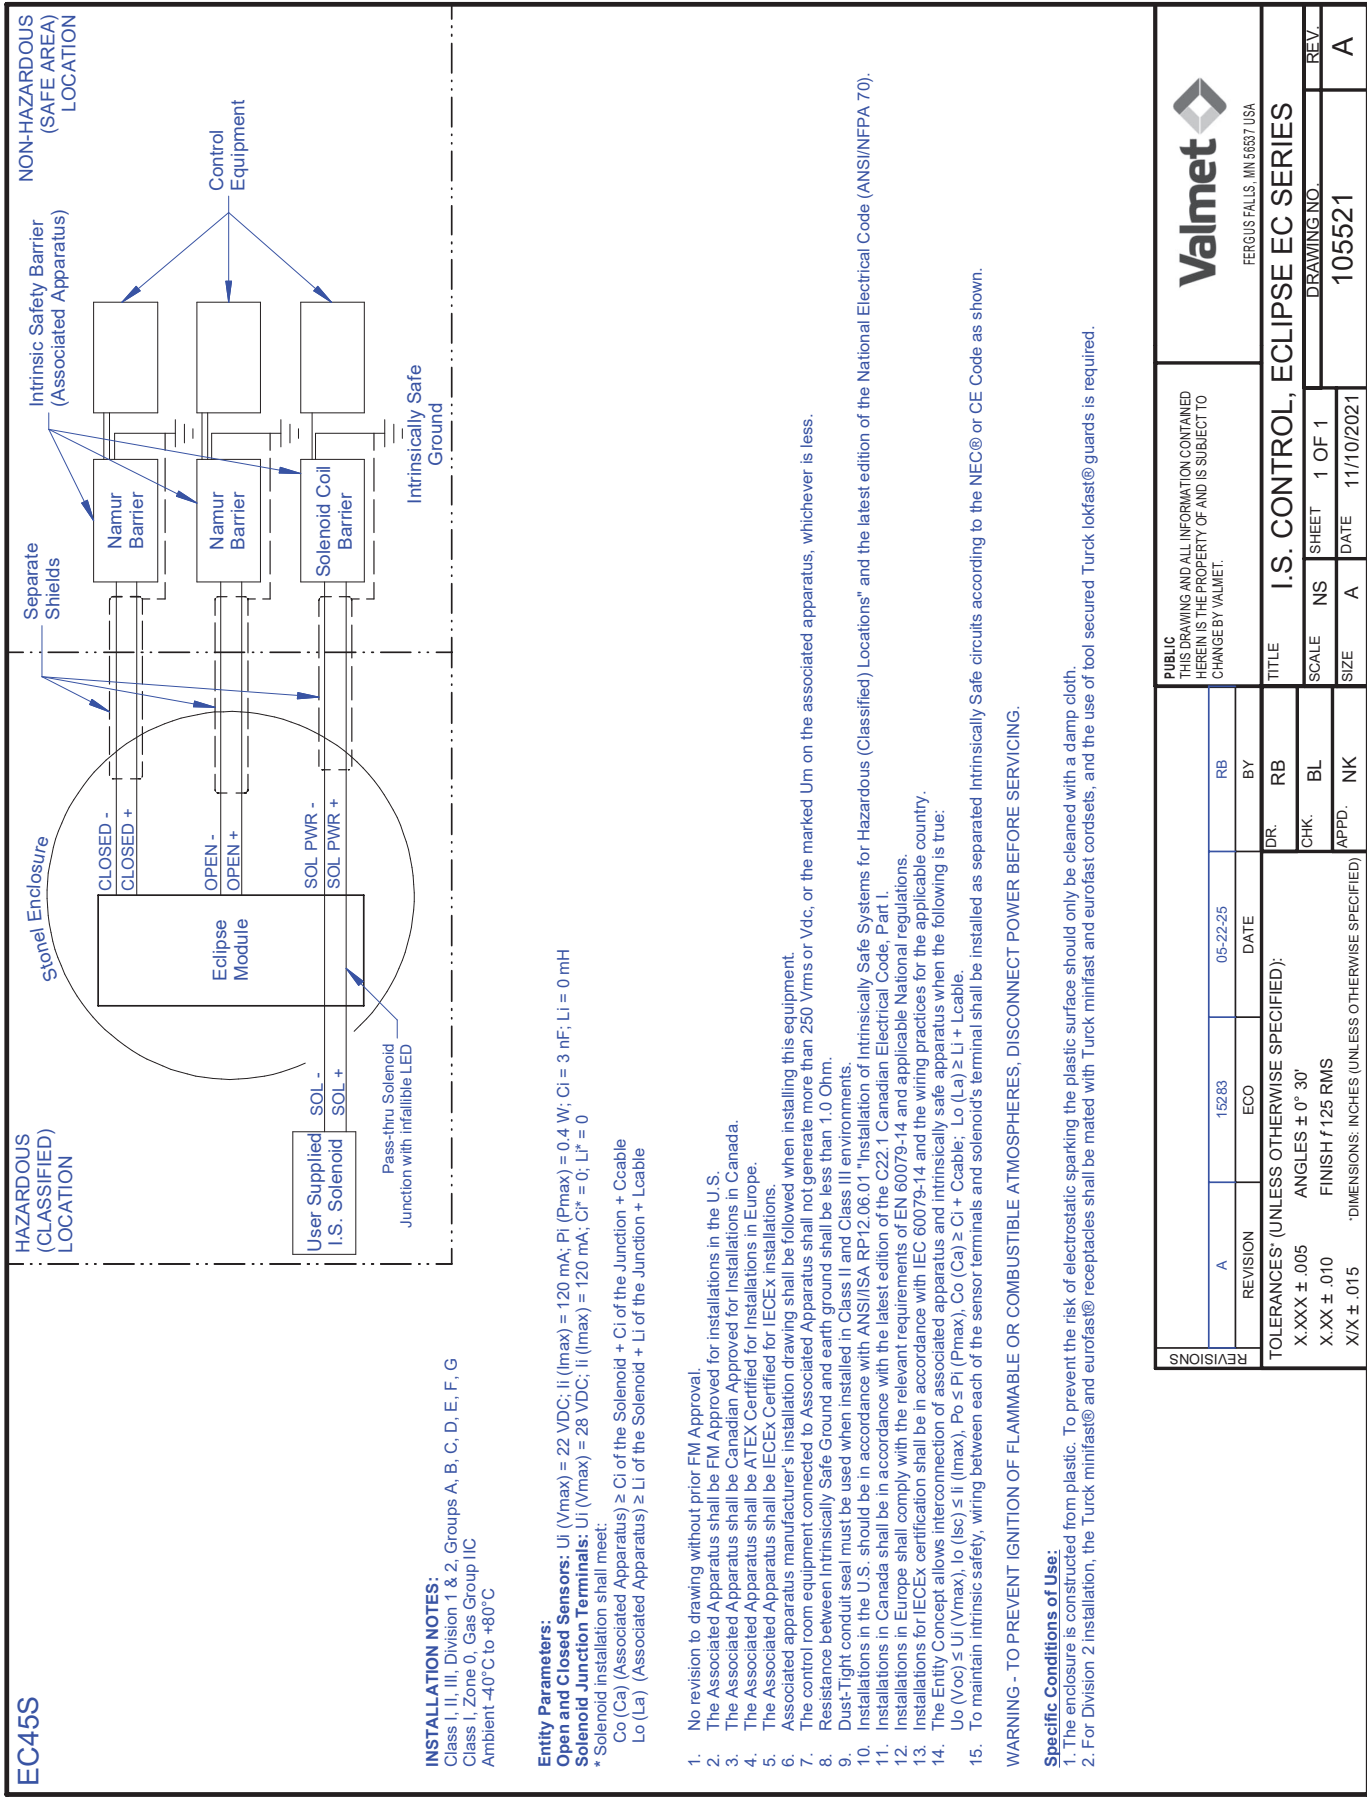 EC45S
HAZARDOUS
(CLASSIFIED)
LOCATION
NON-HAZARDOUS
(SAFE AREA)
LOCATION
Stonel Enclosure
User Supplied
I.S. Solenoid
SOL -
SOL +
Pass-thru Solenoid
Junction with infallible LED
Eclipse
Module
CLOSED -
CLOSED +
OPEN -
OPEN +
SOL PWR -
SOL PWR +
Separate
Shields
Namur
Barrier
Namur
Barrier
Solenoid Coil
Barrier
Intrinsic Safety Barrier
(Associated Apparatus)
Control
Equipment
Intrinsically Safe
Ground
INSTALLATION NOTES:
Class I, II, III, Division 1 & 2, Groups A, B, C, D, E, F, G
Class I, Zone 0, Gas Group IIC
Ambient -40°C to +80°C
Entity Parameters:
Open and Closed Sensors: Ui (Vmax) = 22 VDC; Ii (Imax) = 120 mA; Pi (Pmax) = 0.4 W; Ci = 3 nF; Li = 0 mH
Solenoid Junction Terminals: Ui (Vmax) = 28 VDC; Ii (Imax) = 120 mA; Ci* = 0; Li* = 0
* Solenoid installation shall meet:
Co (Ca) (Associated Apparatus) ≥ Ci of the Solenoid + Ci of the Junction + Ccable
Lo (La) (Associated Apparatus) ≥ Li of the Solenoid + Li of the Junction + Lcable
1. No revision to drawing without prior FM Approval.
2. The Associated Apparatus shall be FM Approved for installations in the U.S.
3. The Associated Apparatus shall be Canadian Approved for Installations in Canada.
4. The Associated Apparatus shall be ATEX Certified for Installations in Europe.
5. The Associated Apparatus shall be IECEx Certified for IECEx installations.
6. Associated apparatus manufacturer's installation drawing shall be followed when installing this equipment.
7. The control room equipment connected to Associated Apparatus shall not generate more than 250 Vrms or Vdc, or the marked Um on the associated apparatus, whichever is less.
8. Resistance between Intrinsically Safe Ground and earth ground shall be less than 1.0 Ohm.
9. Dust-Tight conduit seal must be used when installed in Class II and Class III environments.
10. Installations in the U.S. should be in accordance with ANSI/ISA RP12.06.01 "Installation of Intrinsically Safe Systems for Hazardous (Classified) Locations" and the latest edition of the National Electrical Code (ANSI/NFPA 70).
11. Installations in Canada shall be in accordance with the latest edition of the C22.1 Canadian Electrical Code, Part I.
12. Installations in Europe shall comply with the relevant requirements of EN 60079-14 and applicable National regulations.
13. Installations for IECEx certification shall be in accordance with IEC 60079-14 and the wiring practices for the applicable country.
14. The Entity Concept allows interconnection of associated apparatus and intrinsically safe apparatus when the following is true:
Uo (Voc) ≤ Ui (Vmax), Io (Isc) ≤ Ii (Imax), Po ≤ Pi (Pmax), Co (Ca) ≥ Ci + Ccable; Lo (La) ≥ Li + Lcable.
15. To maintain intrinsic safety, wiring between each of the sensor terminals and solenoid's terminal shall be installed as separated Intrinsically Safe circuits according to the NEC® or CE Code as shown.
WARNING - TO PREVENT IGNITION OF FLAMMABLE OR COMBUSTIBLE ATMOSPHERES, DISCONNECT POWER BEFORE SERVICING.
Specific Conditions of Use:
1. The enclosure is constructed from plastic. To prevent the risk of electrostatic sparking the plastic surface should only be cleaned with a damp cloth.
2. For Division 2 installation, the Turck minifast® and eurofast® receptacles shall be mated with Turck minifast and eurofast cordsets, and the use of tool secured Turck lokfast® guards is required.
REVISIONS
A 15283 05-22-25 RB
REVISION ECO DATE BY
TOLERANCES* (UNLESS OTHERWISE SPECIFIED):
X.XXX ± .005 ANGLES ± 0° 30'
X.XX ± .010 FINISH ƒ 125 RMS
X/X ± .015
*DIMENSIONS: INCHES (UNLESS OTHERWISE SPECIFIED)
DR. RB
CHK. BL
APPD. NK
PUBLIC
THIS DRAWING AND ALL INFORMATION CONTAINED
HEREIN IS THE PROPERTY OF AND IS SUBJECT TO
CHANGE BY VALMET.
Valmet
FERGUS FALLS, MN 56537 USA
TITLE
I.S. CONTROL, ECLIPSE EC SERIES
SCALE NS
SHEET 1 OF 1
DRAWING NO.
REV.
SIZE A
DATE 11/10/2021
105521
A